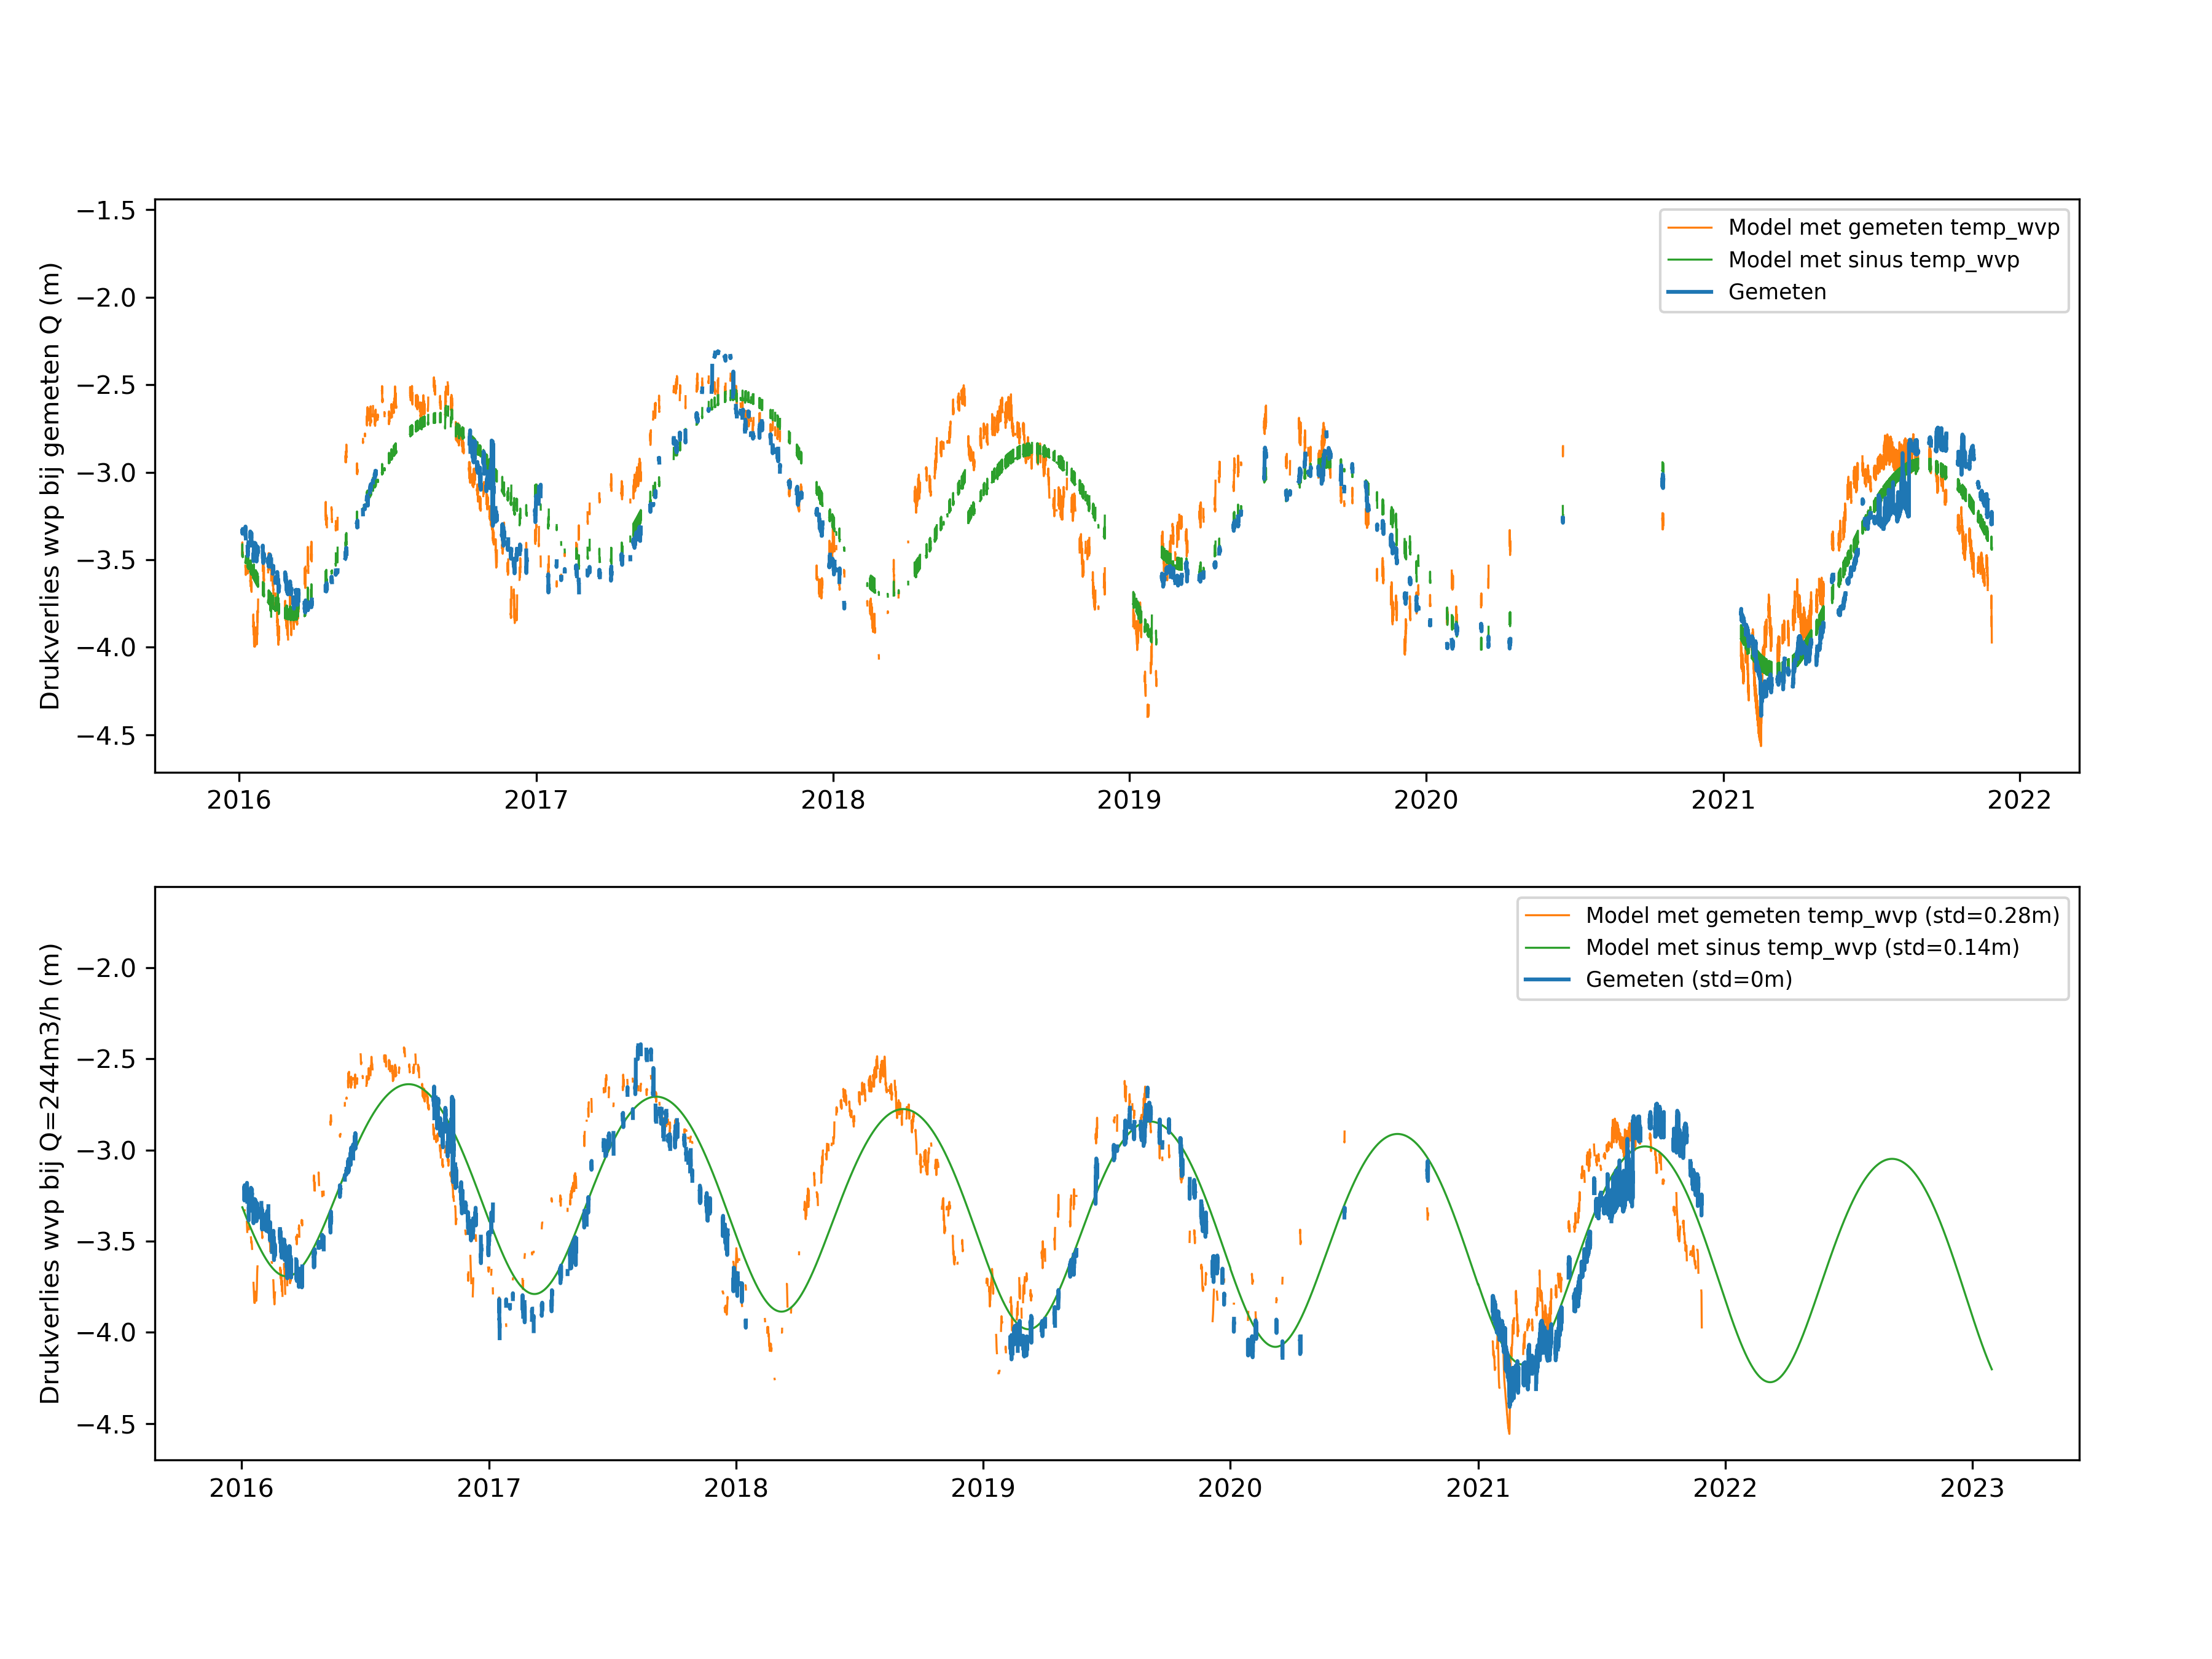 Drukverlies wvp bij gemeten Q (m)
−1.5
−2.0
−2.5
−3.0
−3.5
−4.0
−4.5
Model met gemeten temp_wvp
Model met sinus temp_wvp
Gemeten
2016 2017 2018 2019 2020 2021 2022
Drukverlies wvp bij Q=244m3/h (m)
−2.0
−2.5
−3.0
−3.5
−4.0
−4.5
Model met gemeten temp_wvp (std=0.28m)
Model met sinus temp_wvp (std=0.14m)
Gemeten (std=0m)
2016 2017 2018 2019 2020 2021 2022 2023